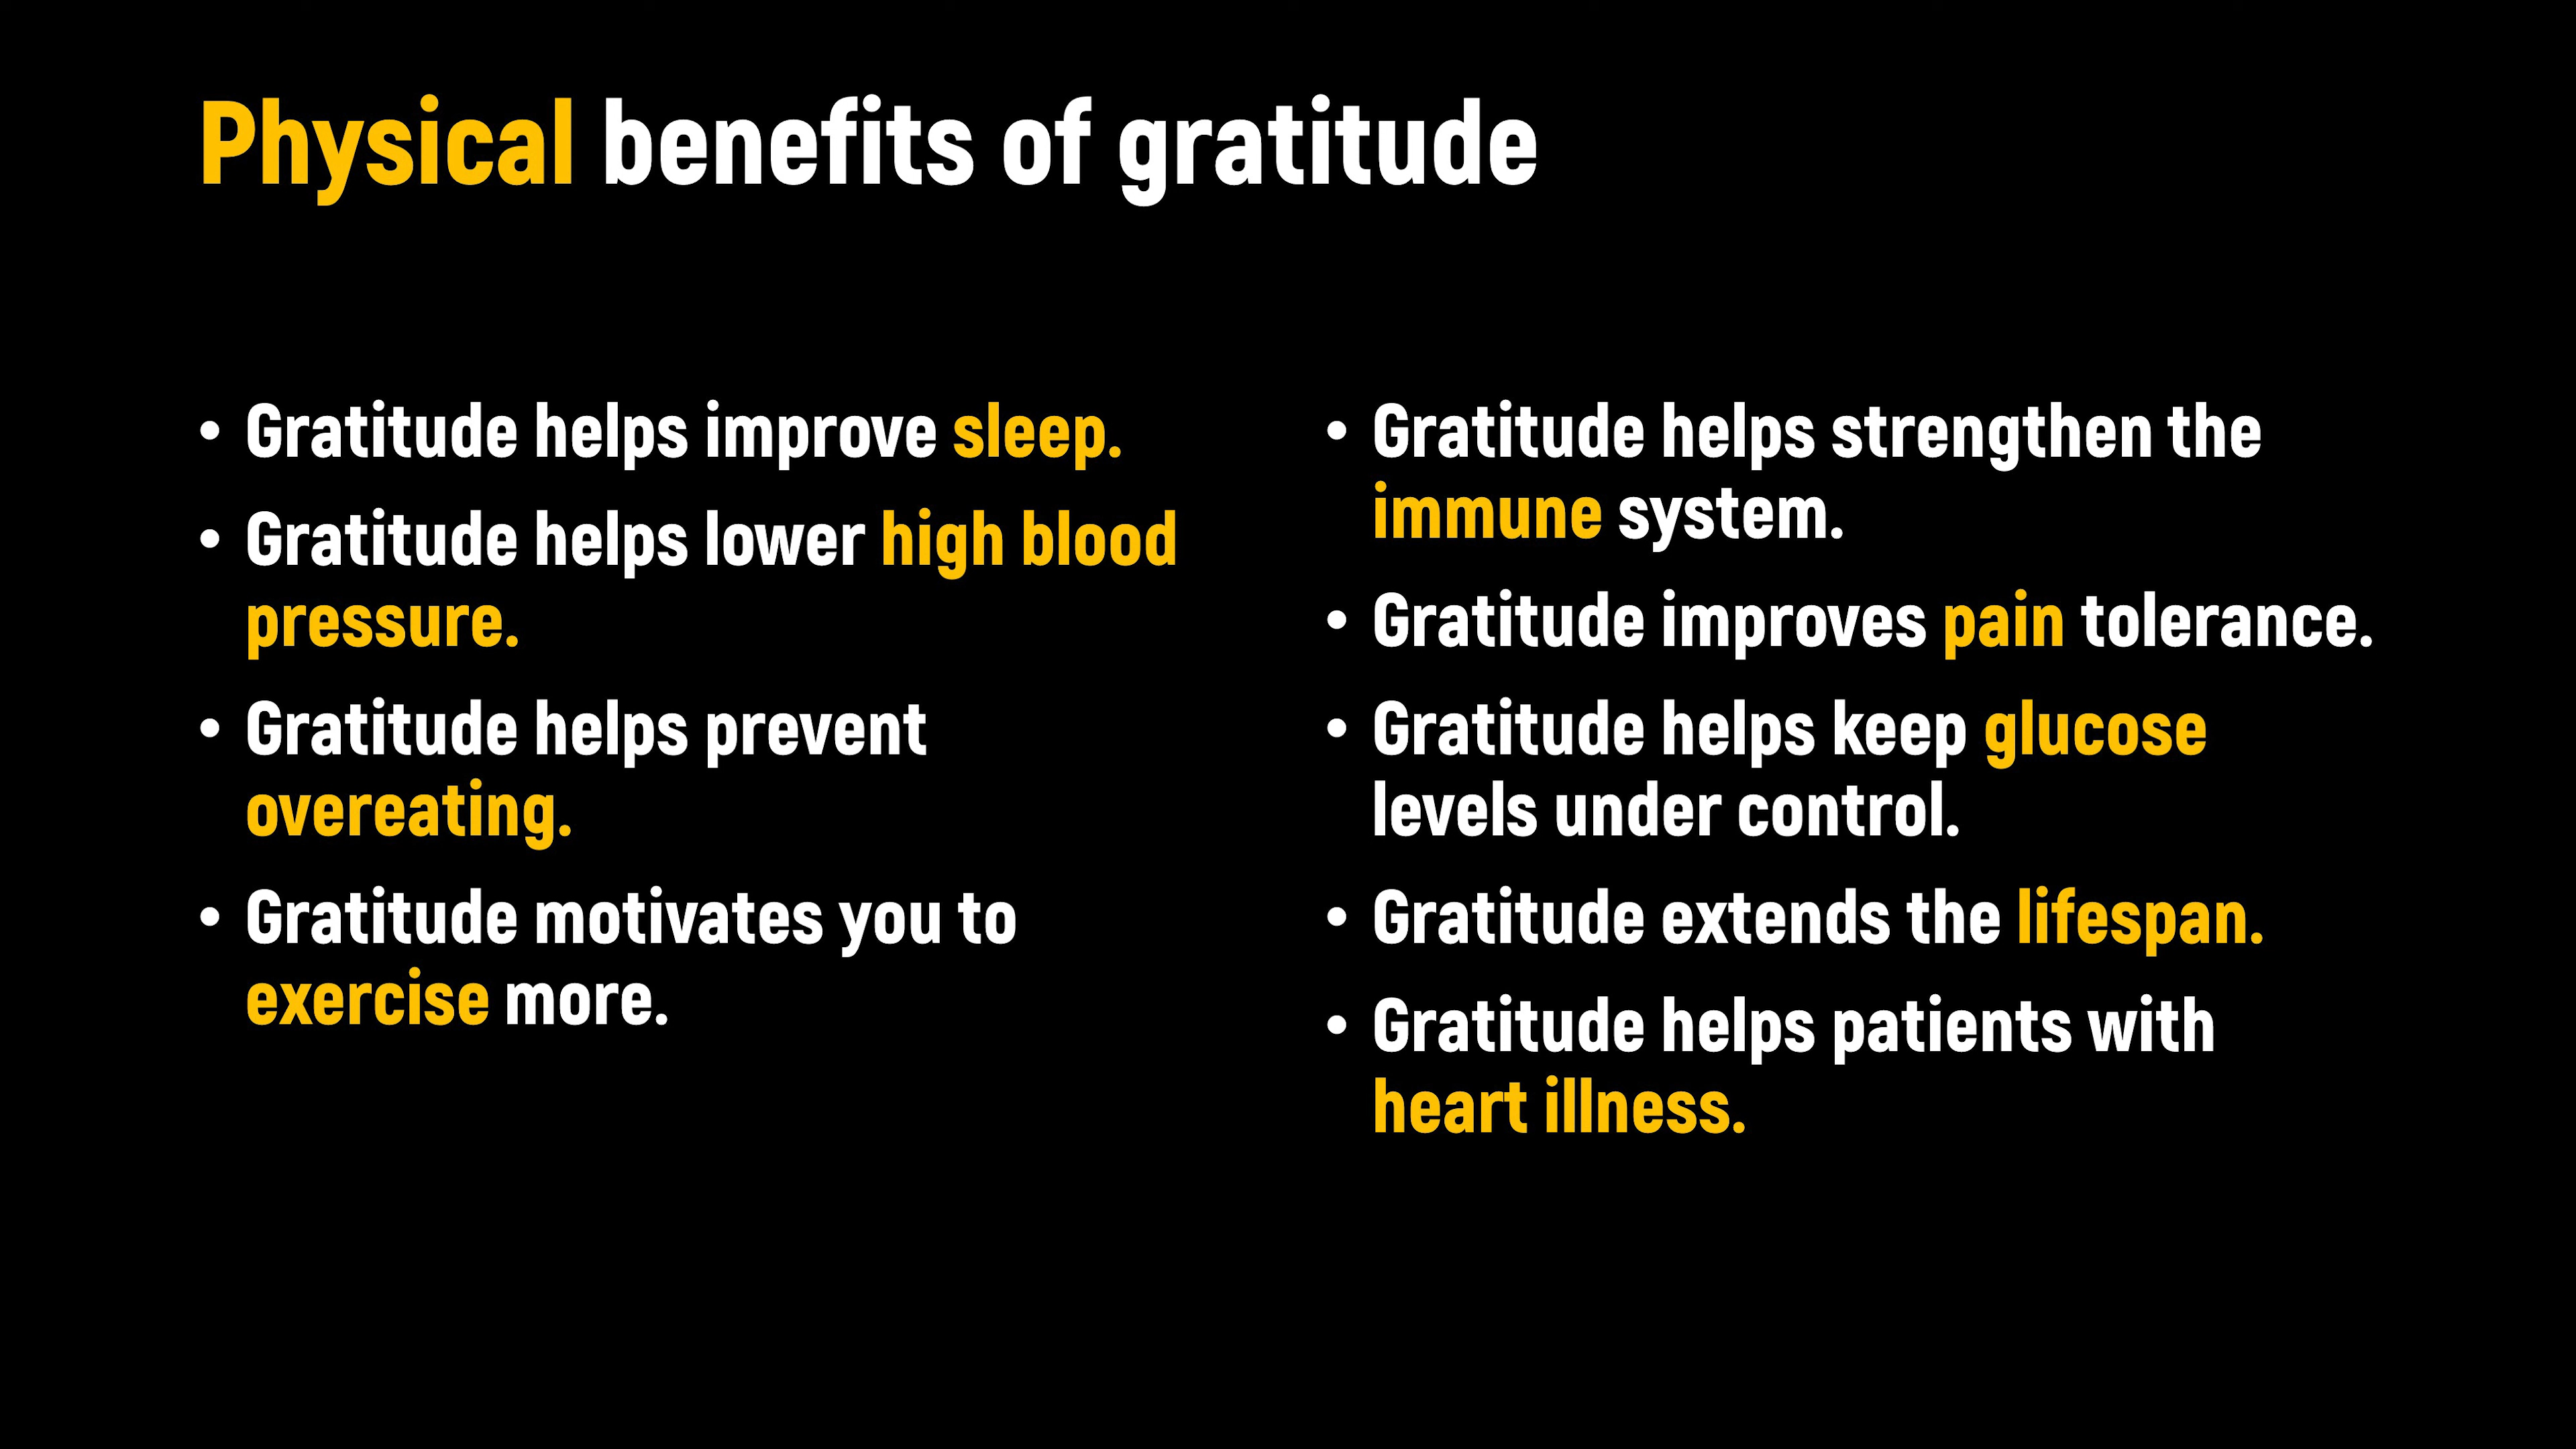 Physical benefits of gratitude
• Gratitude helps improve sleep.
• Gratitude helps lower high blood
pressure.
• Gratitude helps prevent
overeating.
• Gratitude motivates you to
exercise more.
• Gratitude helps strengthen the
immune system.
• Gratitude improves pain tolerance.
• Gratitude helps keep glucose
levels under control.
• Gratitude extends the lifespan.
• Gratitude helps patients with
heart illness.